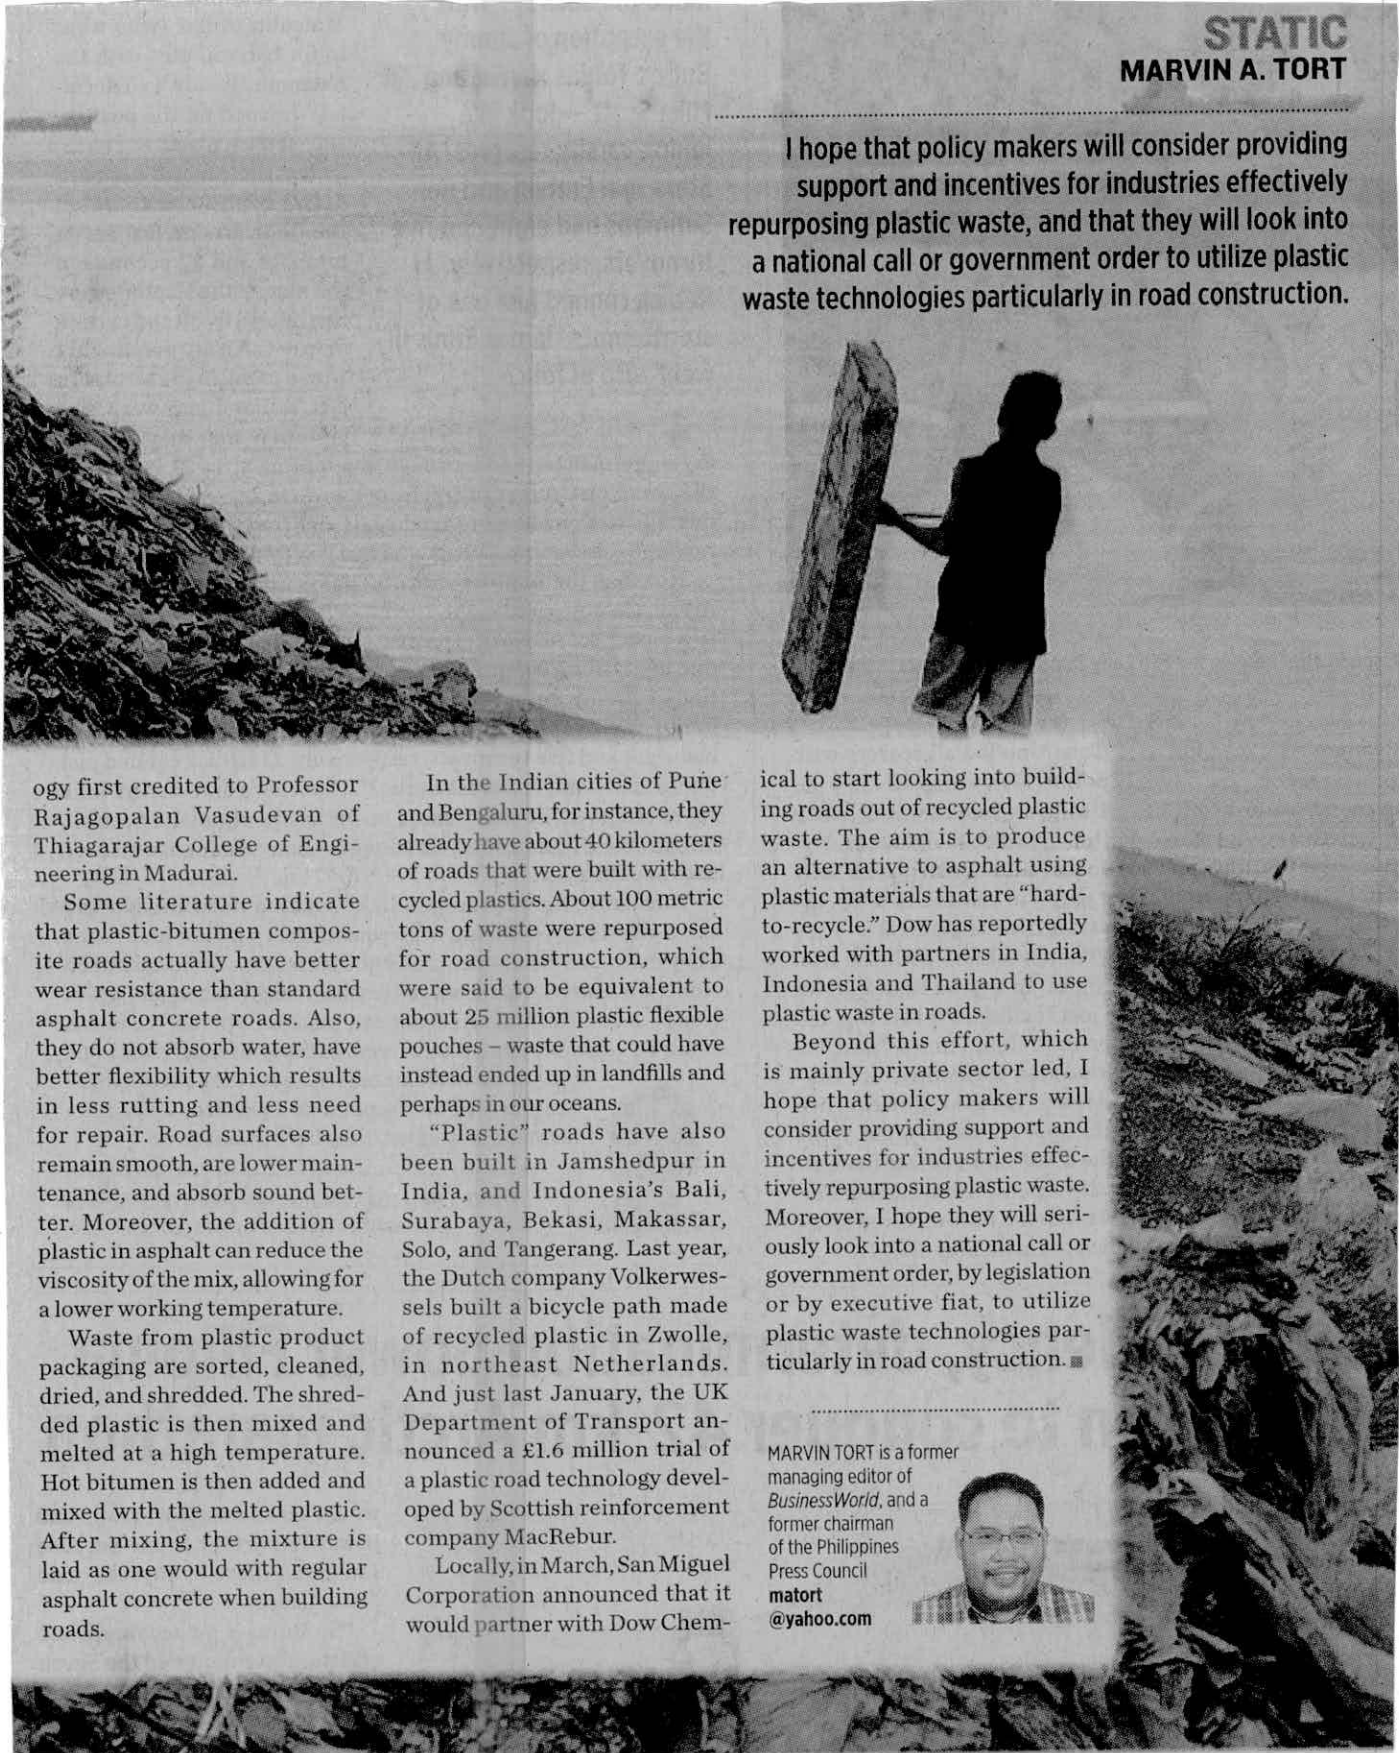 STATIC
MARVIN A. TORT
I hope that policy makers will consider providing
support and incentives for industries effectively
repurposing plastic waste, and that they will look into
a national call or government order to utilize plastic
waste technologies particularly in road construction.
ogy first credited to Professor
Rajagopalan Vasudevan of
Thiagarajar College of Engi-
neering in Madurai.
Some literature indicate
that plastic-bitumen compos-
ite roads actually have better
wear resistance than standard
asphalt concrete roads. Also,
they do not absorb water, have
better flexibility which results
in less rutting and less need
for repair. Road surfaces also
remain smooth, are lower main-
tenance, and absorb sound bet-
ter. Moreover, the addition of
plastic in asphalt can reduce the
viscosity of the mix, allowing for
a lower working temperature.
Waste from plastic product
packaging are sorted, cleaned,
dried, and shredded. The shred-
ded plastic is then mixed and
melted at a high temperature.
Hot bitumen is then added and
mixed with the melted plastic.
After mixing, the mixture is
laid as one would with regular
asphalt concrete when building
roads.
In the Indian cities of Pune
and Bengaluru, for instance, they
already have about 40 kilometers
of roads that were built with re-
cycled plastics. About 100 metric
tons of waste were repurposed
for road construction, which
were said to be equivalent to
about 25 million plastic flexible
pouches – waste that could have
instead ended up in landfills and
perhaps in our oceans.
"Plastic" roads have also
been built in Jamshedpur in
India, and Indonesia's Bali,
Surabaya, Bekasi, Makassar,
Solo, and Tangerang. Last year,
the Dutch company Volkerwes-
sels built a bicycle path made
of recycled plastic in Zwolle,
in northeast Netherlands.
And just last January, the UK
Department of Transport an-
nounced a £1.6 million trial of
a plastic road technology devel-
oped by Scottish reinforcement
company MacRebur.
Locally, in March, San Miguel
Corporation announced that it
would partner with Dow Chem-
ical to start looking into build-
ing roads out of recycled plastic
waste. The aim is to produce
an alternative to asphalt using
plastic materials that are "hard-
to-recycle." Dow has reportedly
worked with partners in India,
Indonesia and Thailand to use
plastic waste in roads.
Beyond this effort, which
is mainly private sector led, I
hope that policy makers will
consider providing support and
incentives for industries effec-
tively repurposing plastic waste.
Moreover, I hope they will seri-
ously look into a national call or
government order, by legislation
or by executive fiat, to utilize
plastic waste technologies par-
ticularly in road construction.
MARVIN TORT is a former
managing editor of
BusinessWorld, and a
former chairman
of the Philippines
Press Council
matort
@yahoo.com